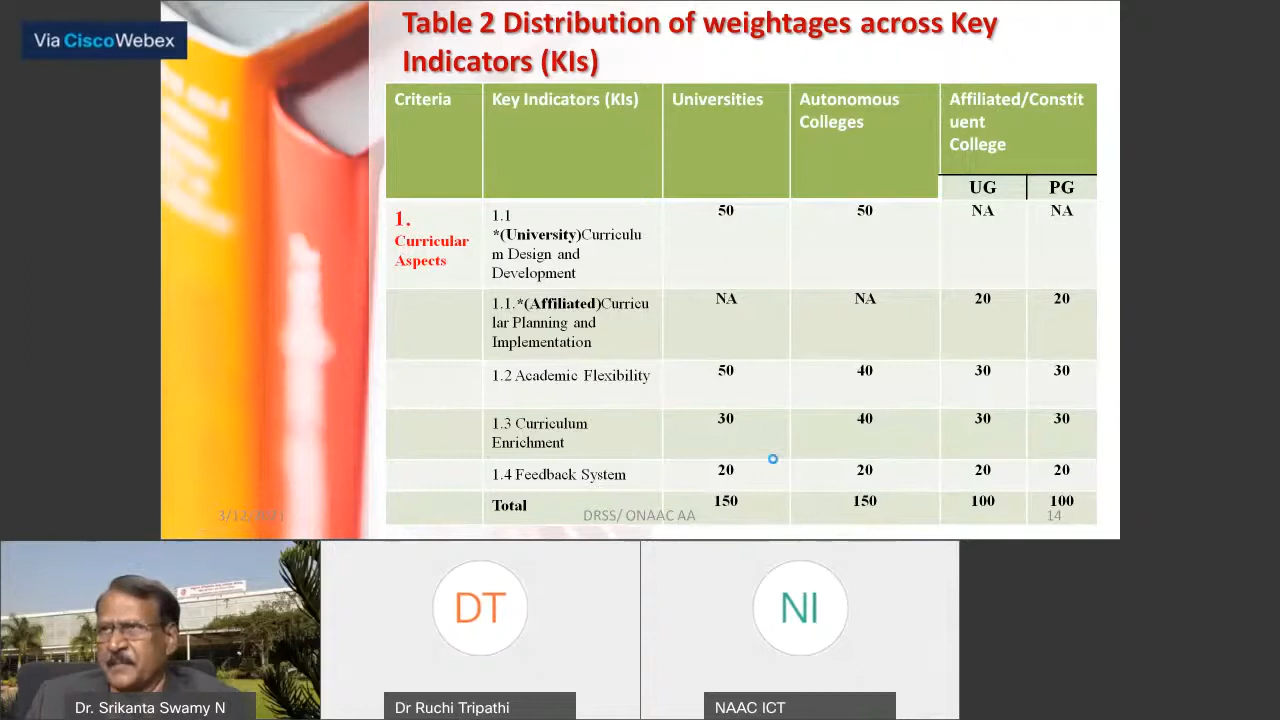 Via CiscoWebex
Table 2 Distribution of weightages across Key
Indicators (KIs)
Criteria
Key Indicators (KIs)
Universities
Autonomous
Colleges
Affiliated/Constit
uent
College
UG
PG
1.
Curricular
Aspects
1.1
*(University)Curriculu
m Design and
Development
50
50
NA
NA
1.1.*(Affiliated)Curricu
lar Planning and
Implementation
NA
NA
20
20
1.2 Academic Flexibility
50
40
30
30
1.3 Curriculum
Enrichment
30
40
30
30
1.4 Feedback System
20
20
20
20
Total
150
150
100
100
3/12/2021
DRSS/ ONAAC AA
14
DT
NI
Dr. Srikanta Swamy N
Dr Ruchi Tripathi
NAAC ICT